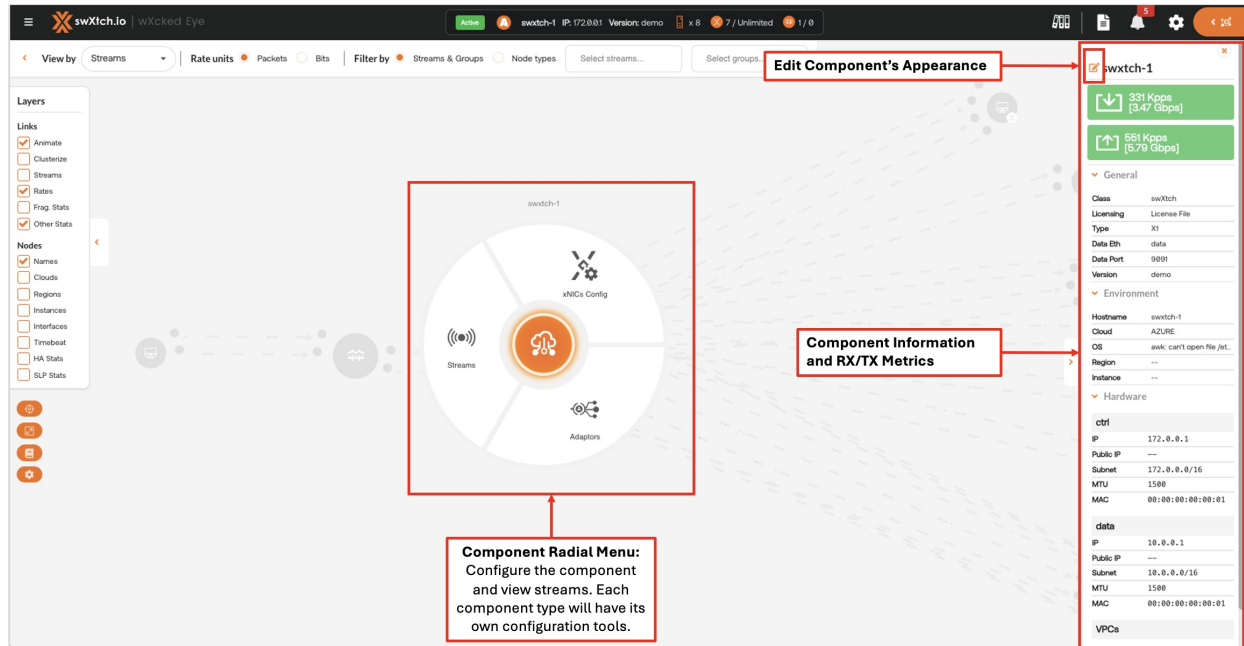 swXtch.io | wXcked Eye
Active A swxtch-1 IP: 172.0.0.1 Version: demo x 8 7 / Unlimited 1 / 0
5
View by Streams Rate units Packets Bits Filter by Streams & Groups Node types Select streams... Select groups...
Edit Component's Appearance
swxtch-1
331 Kpps
[3.47 Gbps]
551 Kpps
[5.79 Gbps]
Layers
Links
Animate
Clusterize
Streams
Rates
Frag. Stats
Other Stats
Nodes
Names
Clouds
Regions
Instances
Interfaces
Timebeat
HA Stats
SLP Stats
swxtch-1
xNICs Config
Streams
Adaptors
Component Radial Menu:
Configure the component
and view streams. Each
component type will have its
own configuration tools.
Component Information
and RX/TX Metrics
General
Class swXtch
Licensing License File
Type X1
Data Eth data
Data Port 9091
Version demo
Environment
Hostname swxtch-1
Cloud AZURE
OS awk: can't open file /et..
Region --
Instance --
Hardware
ctrl
IP 172.0.0.1
Public IP --
Subnet 172.0.0.0/16
MTU 1500
MAC 00:00:00:00:00:01
data
IP 10.0.0.1
Public IP --
Subnet 10.0.0.0/16
MTU 1500
MAC 00:00:00:00:00:01
VPCs